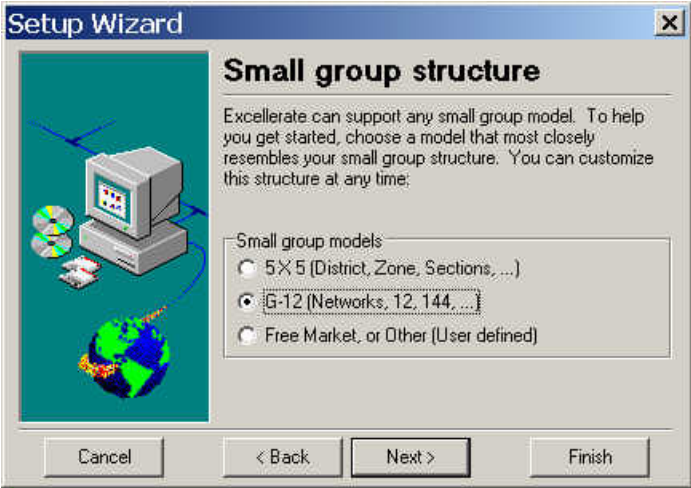 Setup Wizard
Small group structure
Excellerate can support any small group model. To help
you get started, choose a model that most closely
resembles your small group structure. You can customize
this structure at any time:
Small group models
5 X 5 (District, Zone, Sections, ...)
G-12 (Networks, 12, 144, ...)
Free Market, or Other (User defined)
Cancel
< Back
Next >
Finish